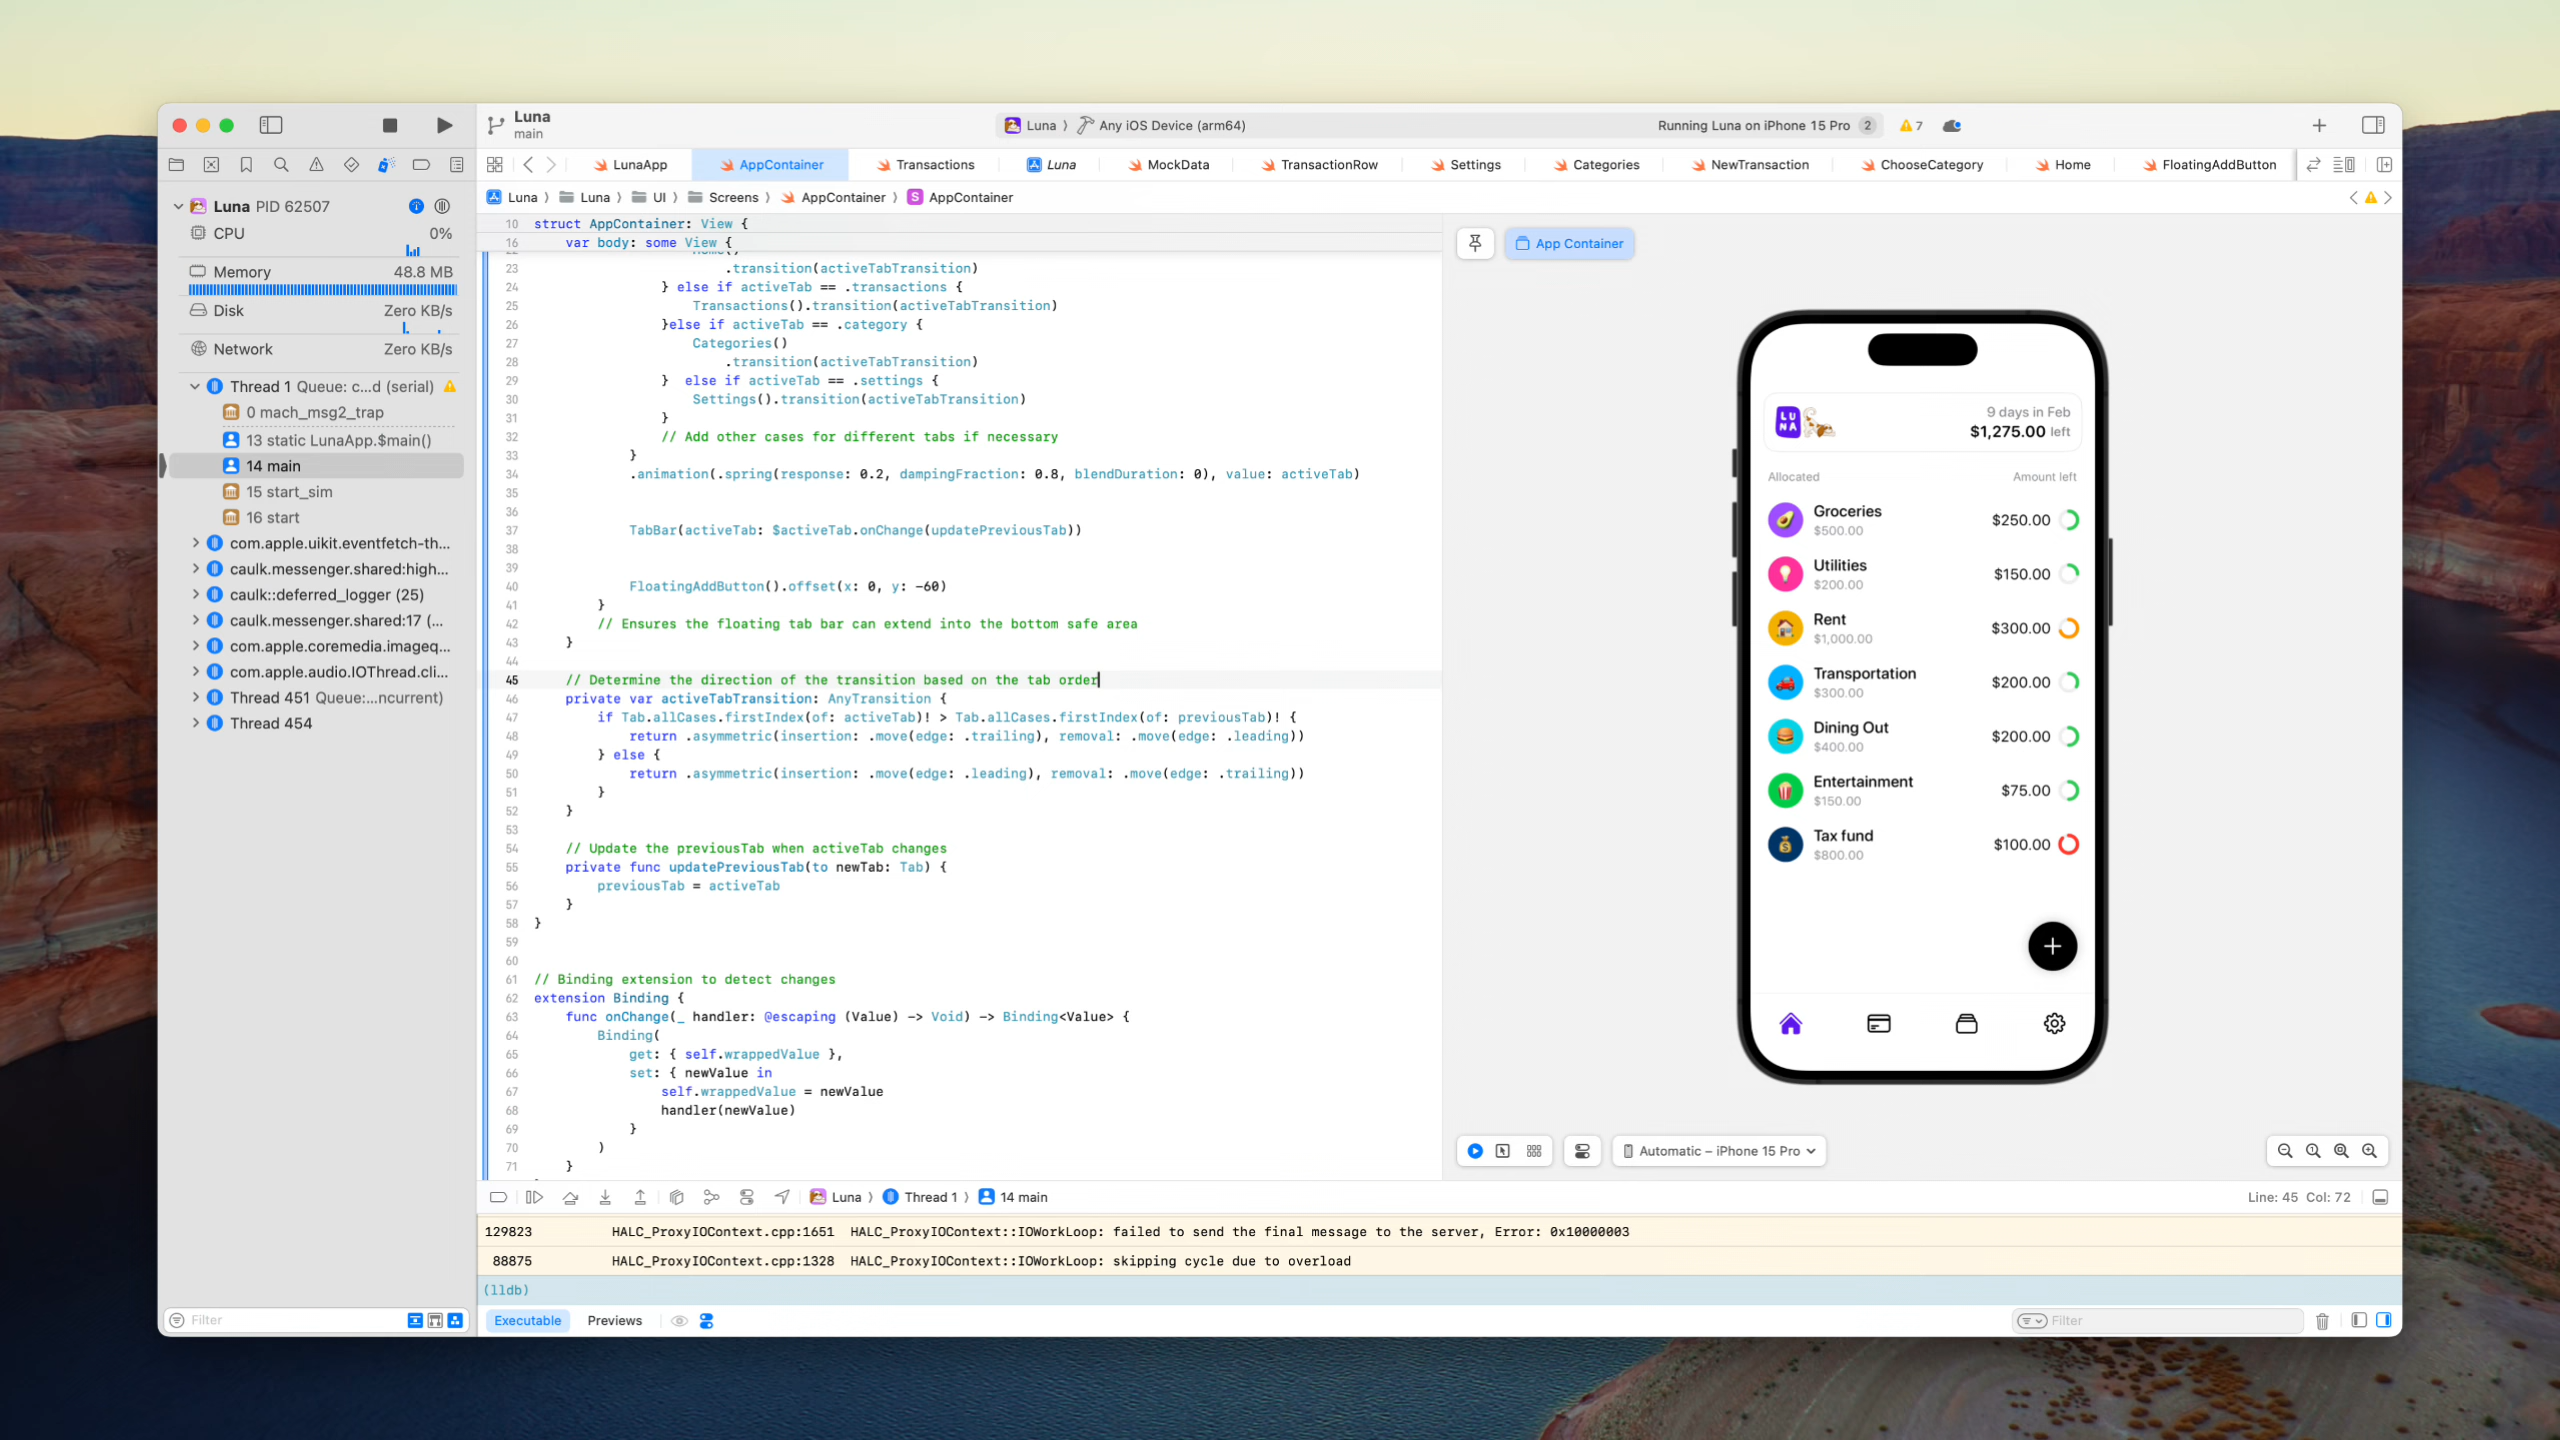 Luna
main
Luna 〉 Any iOS Device (arm64)
Running Luna on iPhone 15 Pro 2
7
LunaApp
AppContainer
Transactions
Luna
MockData
TransactionRow
Settings
Categories
NewTransaction
ChooseCategory
Home
FloatingAddButton
Luna 〉 Luna 〉 UI 〉 Screens 〉 AppContainer 〉 S AppContainer
Luna PID 62507
CPU 0%
Memory 48.8 MB
Disk Zero KB/s
Network Zero KB/s
Thread 1 Queue: c...d (serial)
0 mach_msg2_trap
13 static LunaApp.$main()
14 main
15 start_sim
16 start
com.apple.uikit.eventfetch-th...
caulk.messenger.shared:high...
caulk::deferred_logger (25)
caulk.messenger.shared:17 (...
com.apple.coremedia.imageq...
com.apple.audio.IOThread.cli...
Thread 451 Queue:...ncurrent)
Thread 454
Filter
10 struct AppContainer: View {
16 var body: some View {
23 .transition(activeTabTransition)
24 } else if activeTab == .transactions {
25 Transactions().transition(activeTabTransition)
26 }else if activeTab == .category {
27 Categories()
28 .transition(activeTabTransition)
29 }  else if activeTab == .settings {
30 Settings().transition(activeTabTransition)
31 }
32 // Add other cases for different tabs if necessary
33 }
34 .animation(.spring(response: 0.2, dampingFraction: 0.8, blendDuration: 0), value: activeTab)
35
36
37 TabBar(activeTab: $activeTab.onChange(updatePreviousTab))
38
39
40 FloatingAddButton().offset(x: 0, y: -60)
41 }
42 // Ensures the floating tab bar can extend into the bottom safe area
43 }
44
45 // Determine the direction of the transition based on the tab order
46 private var activeTabTransition: AnyTransition {
47 if Tab.allCases.firstIndex(of: activeTab)! > Tab.allCases.firstIndex(of: previousTab)! {
48 return .asymmetric(insertion: .move(edge: .trailing), removal: .move(edge: .leading))
49 } else {
50 return .asymmetric(insertion: .move(edge: .leading), removal: .move(edge: .trailing))
51 }
52 }
53
54 // Update the previousTab when activeTab changes
55 private func updatePreviousTab(to newTab: Tab) {
56 previousTab = activeTab
57 }
58 }
59
60
61 // Binding extension to detect changes
62 extension Binding {
63 func onChange(_ handler: @escaping (Value) -> Void) -> Binding<Value> {
64 Binding(
65 get: { self.wrappedValue },
66 set: { newValue in
67 self.wrappedValue = newValue
68 handler(newValue)
69 }
70 )
71 }
App Container
LU
NA
9 days in Feb
$1,275.00 left
Allocated Amount left
Groceries
$500.00
$250.00
Utilities
$200.00
$150.00
Rent
$1,000.00
$300.00
Transportation
$300.00
$200.00
Dining Out
$400.00
$200.00
Entertainment
$150.00
$75.00
Tax fund
$800.00
$100.00
Automatic – iPhone 15 Pro
Luna 〉 Thread 1 〉 14 main
Line: 45 Col: 72
129823 HALC_ProxyIOContext.cpp:1651 HALC_ProxyIOContext::IOWorkLoop: failed to send the final message to the server, Error: 0x10000003
88875 HALC_ProxyIOContext.cpp:1328 HALC_ProxyIOContext::IOWorkLoop: skipping cycle due to overload
(lldb)
Executable Previews
Filter